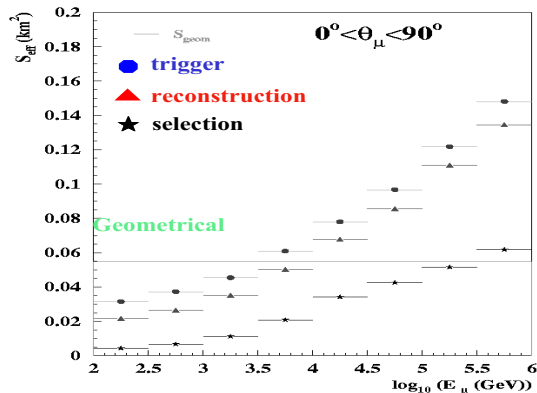 S_eff (km²)
0.2
0.18
0.16
0.14
0.12
0.1
0.08
0.06
0.04
0.02
0
S_geom
0°<θ_μ<90°
trigger
reconstruction
selection
Geometrical
2 2.5 3 3.5 4 4.5 5 5.5 6
log₁₀ (E_μ (GeV))